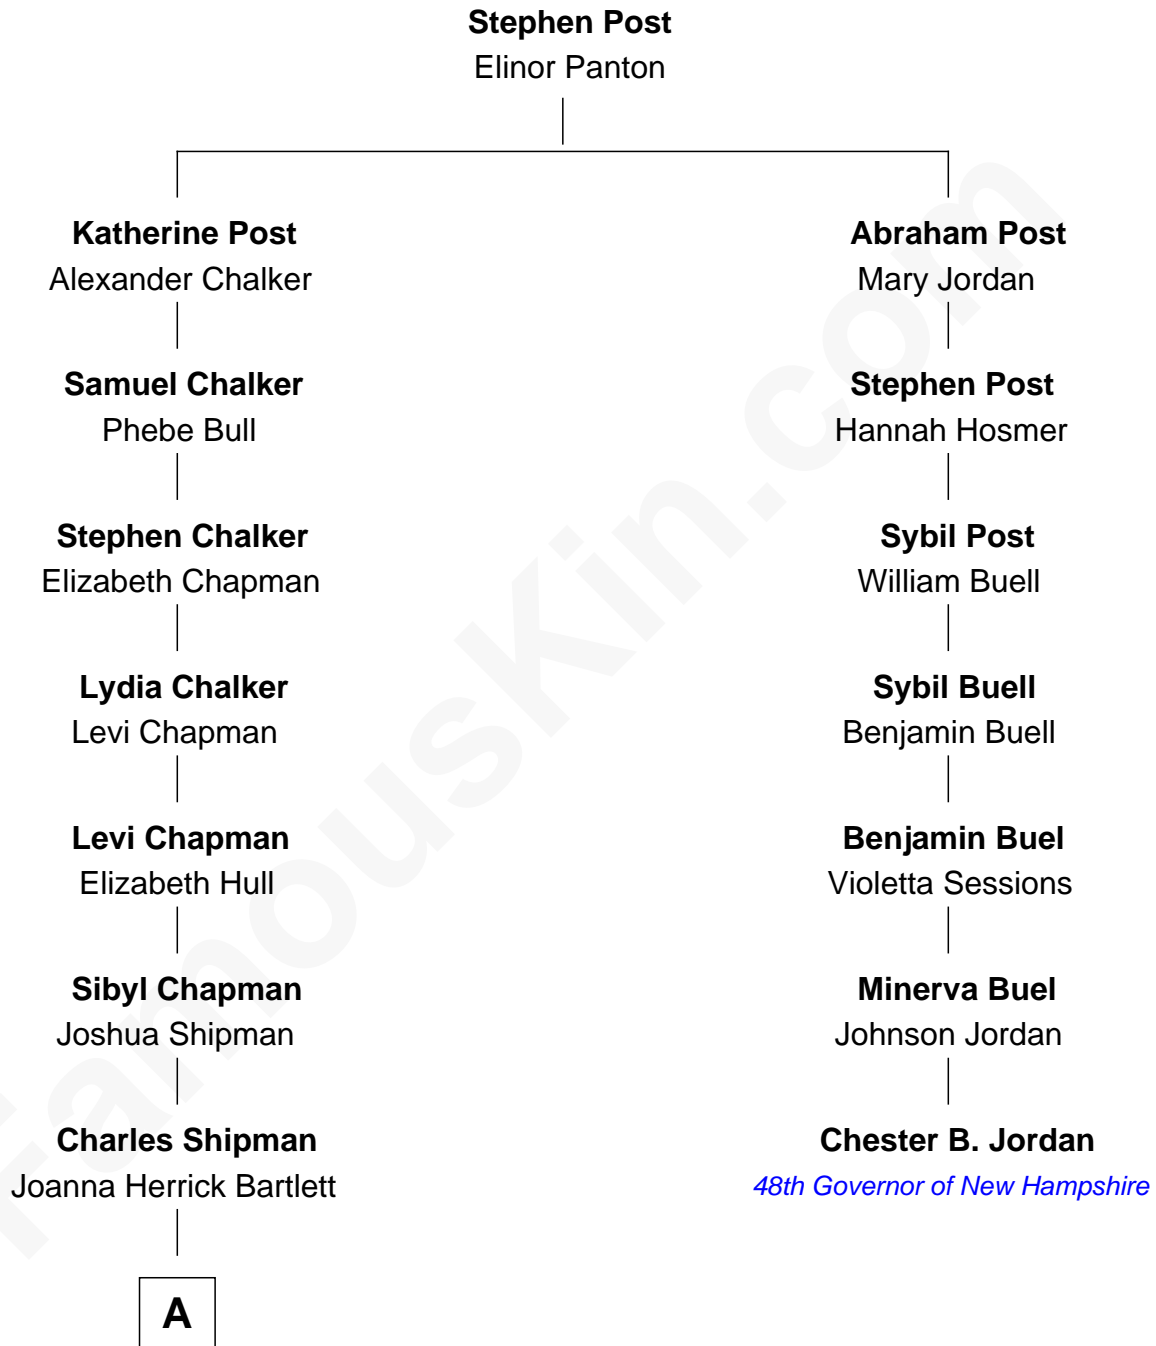 Stephen Post
Elinor Panton
Katherine Post
Alexander Chalker
Abraham Post
Mary Jordan
Samuel Chalker
Phebe Bull
Stephen Post
Hannah Hosmer
Stephen Chalker
Elizabeth Chapman
Sybil Post
William Buell
Lydia Chalker
Levi Chapman
Sybil Buell
Benjamin Buell
Levi Chapman
Elizabeth Hull
Benjamin Buel
Violetta Sessions
Sibyl Chapman
Joshua Shipman
Minerva Buel
Johnson Jordan
Charles Shipman
Joanna Herrick Bartlett
Chester B. Jordan
48th Governor of New Hampshire
A
FamousKin.com